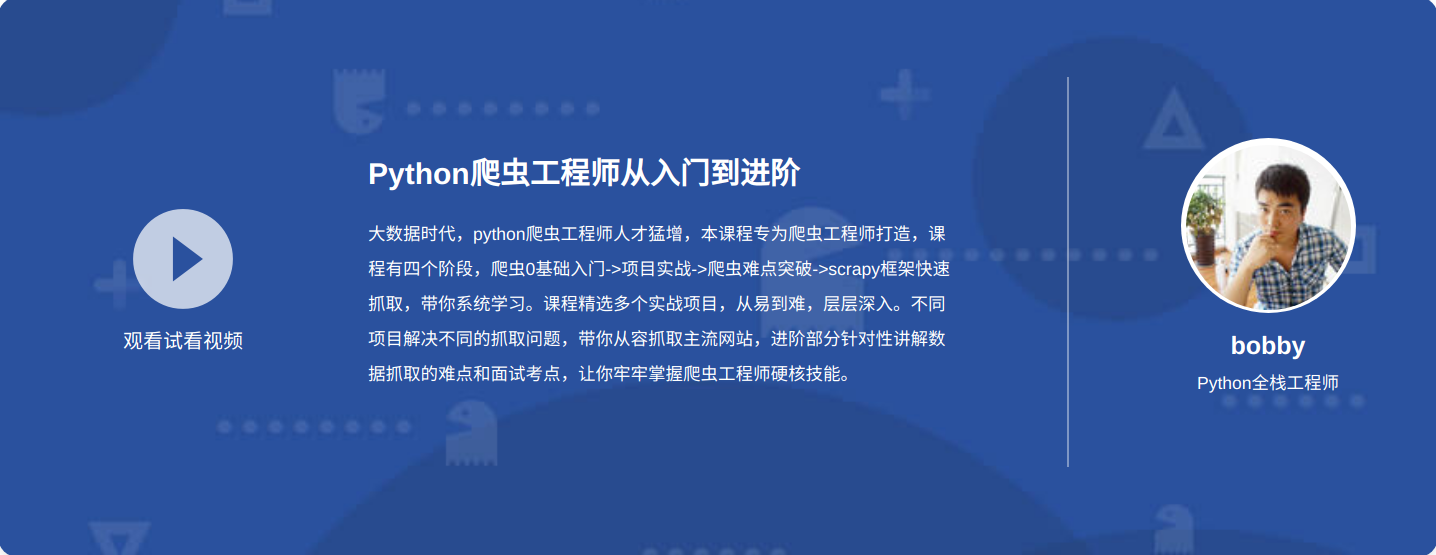 观看试看视频
Python爬虫工程师从入门到进阶
大数据时代，python爬虫工程师人才猛增，本课程专为爬虫工程师打造，课
程有四个阶段，爬虫0基础入门->项目实战->爬虫难点突破->scrapy框架快速
抓取，带你系统学习。课程精选多个实战项目，从易到难，层层深入。不同
项目解决不同的抓取问题，带你从容抓取主流网站，进阶部分针对性讲解数
据抓取的难点和面试考点，让你牢牢掌握爬虫工程师硬核技能。
bobby
Python全栈工程师